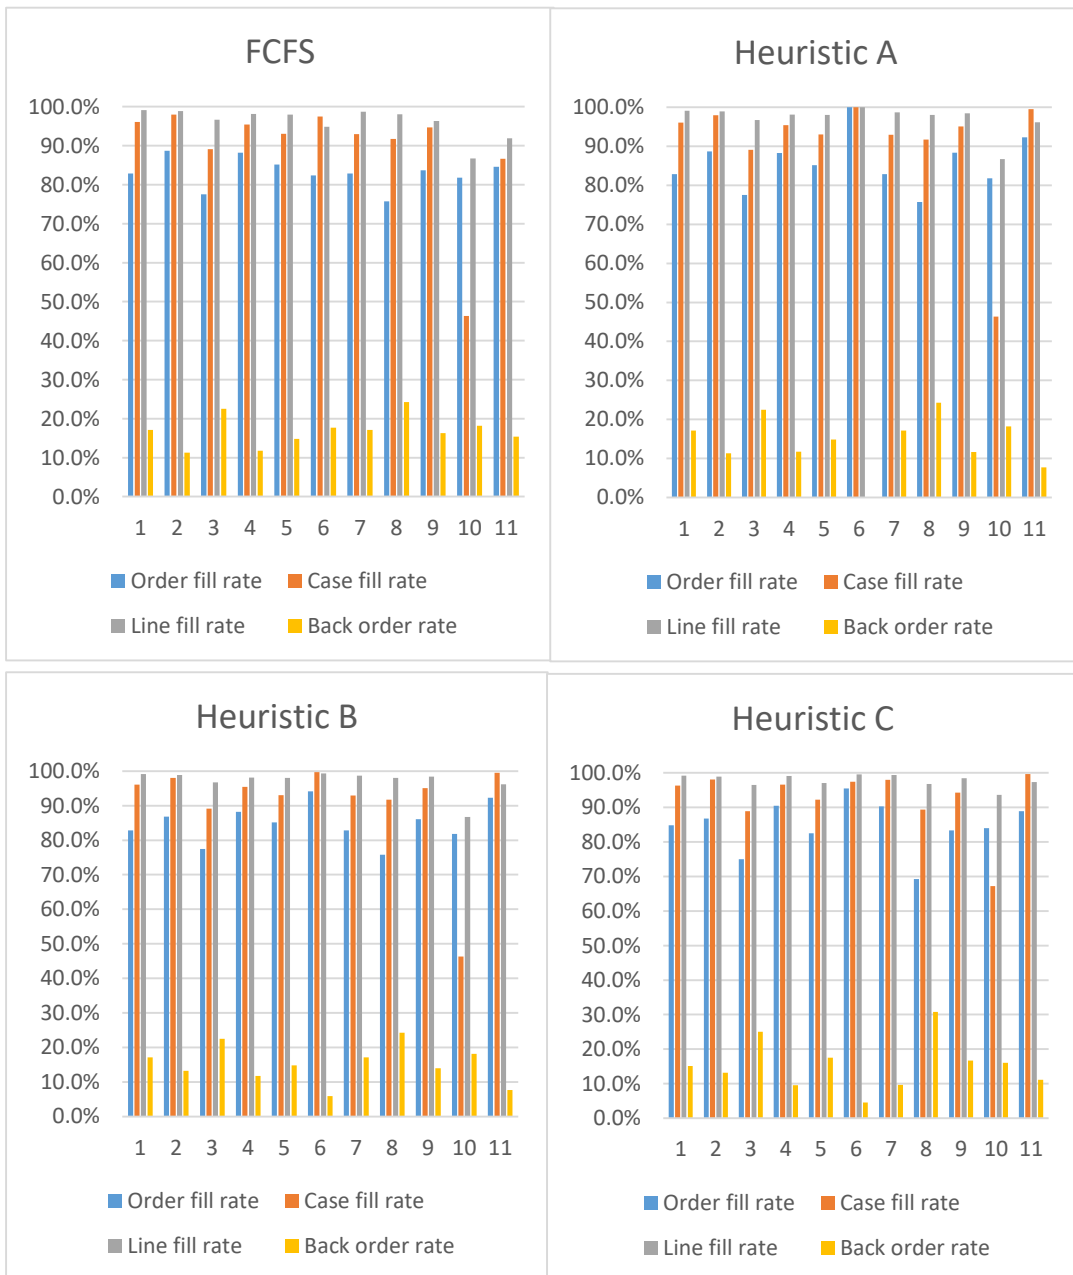 FCFS
100.0%
90.0%
80.0%
70.0%
60.0%
50.0%
40.0%
30.0%
20.0%
10.0%
0.0%
1 2 3 4 5 6 7 8 9 10 11
Order fill rate Case fill rate
Line fill rate Back order rate
Heuristic A
100.0%
90.0%
80.0%
70.0%
60.0%
50.0%
40.0%
30.0%
20.0%
10.0%
0.0%
1 2 3 4 5 6 7 8 9 10 11
Order fill rate Case fill rate
Line fill rate Back order rate
Heuristic B
100.0%
90.0%
80.0%
70.0%
60.0%
50.0%
40.0%
30.0%
20.0%
10.0%
0.0%
1 2 3 4 5 6 7 8 9 10 11
Order fill rate Case fill rate
Line fill rate Back order rate
Heuristic C
100.0%
90.0%
80.0%
70.0%
60.0%
50.0%
40.0%
30.0%
20.0%
10.0%
0.0%
1 2 3 4 5 6 7 8 9 10 11
Order fill rate Case fill rate
Line fill rate Back order rate